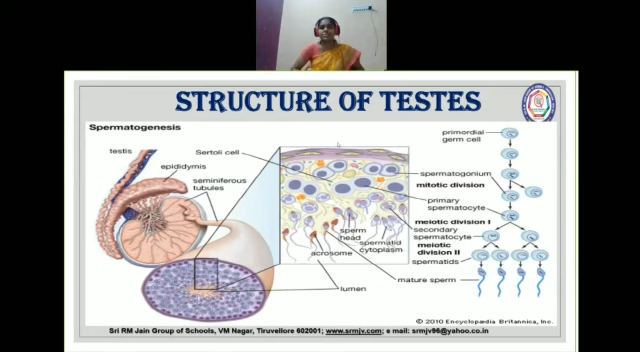 STRUCTURE OF TESTES
Spermatogenesis
testis
epididymis
seminiferous
tubules
Sertoli cell
sperm
head
spermatid
cytoplasm
acrosome
lumen
primordial
germ cell
spermatogonium
mitotic division
primary
spermatocyte
meiotic division I
secondary
spermatocyte
meiotic
division II
spermatids
mature sperm
© 2010 Encyclopædia Britannica, Inc.
Sri RM Jain Group of Schools, VM Nagar, Tiruvellore 602001; www.srmjv.com; e mail: srmjv96@yahoo.co.in